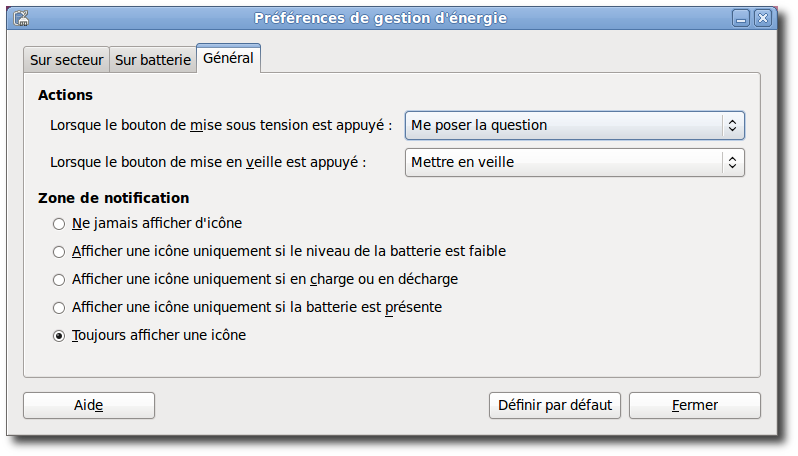 Préférences de gestion d'énergie
Sur secteur Sur batterie Général
Actions
Lorsque le bouton de mise sous tension est appuyé : Me poser la question
Lorsque le bouton de mise en veille est appuyé : Mettre en veille
Zone de notification
Ne jamais afficher d'icône
Afficher une icône uniquement si le niveau de la batterie est faible
Afficher une icône uniquement si en charge ou en décharge
Afficher une icône uniquement si la batterie est présente
Toujours afficher une icône
Aide Définir par défaut Fermer